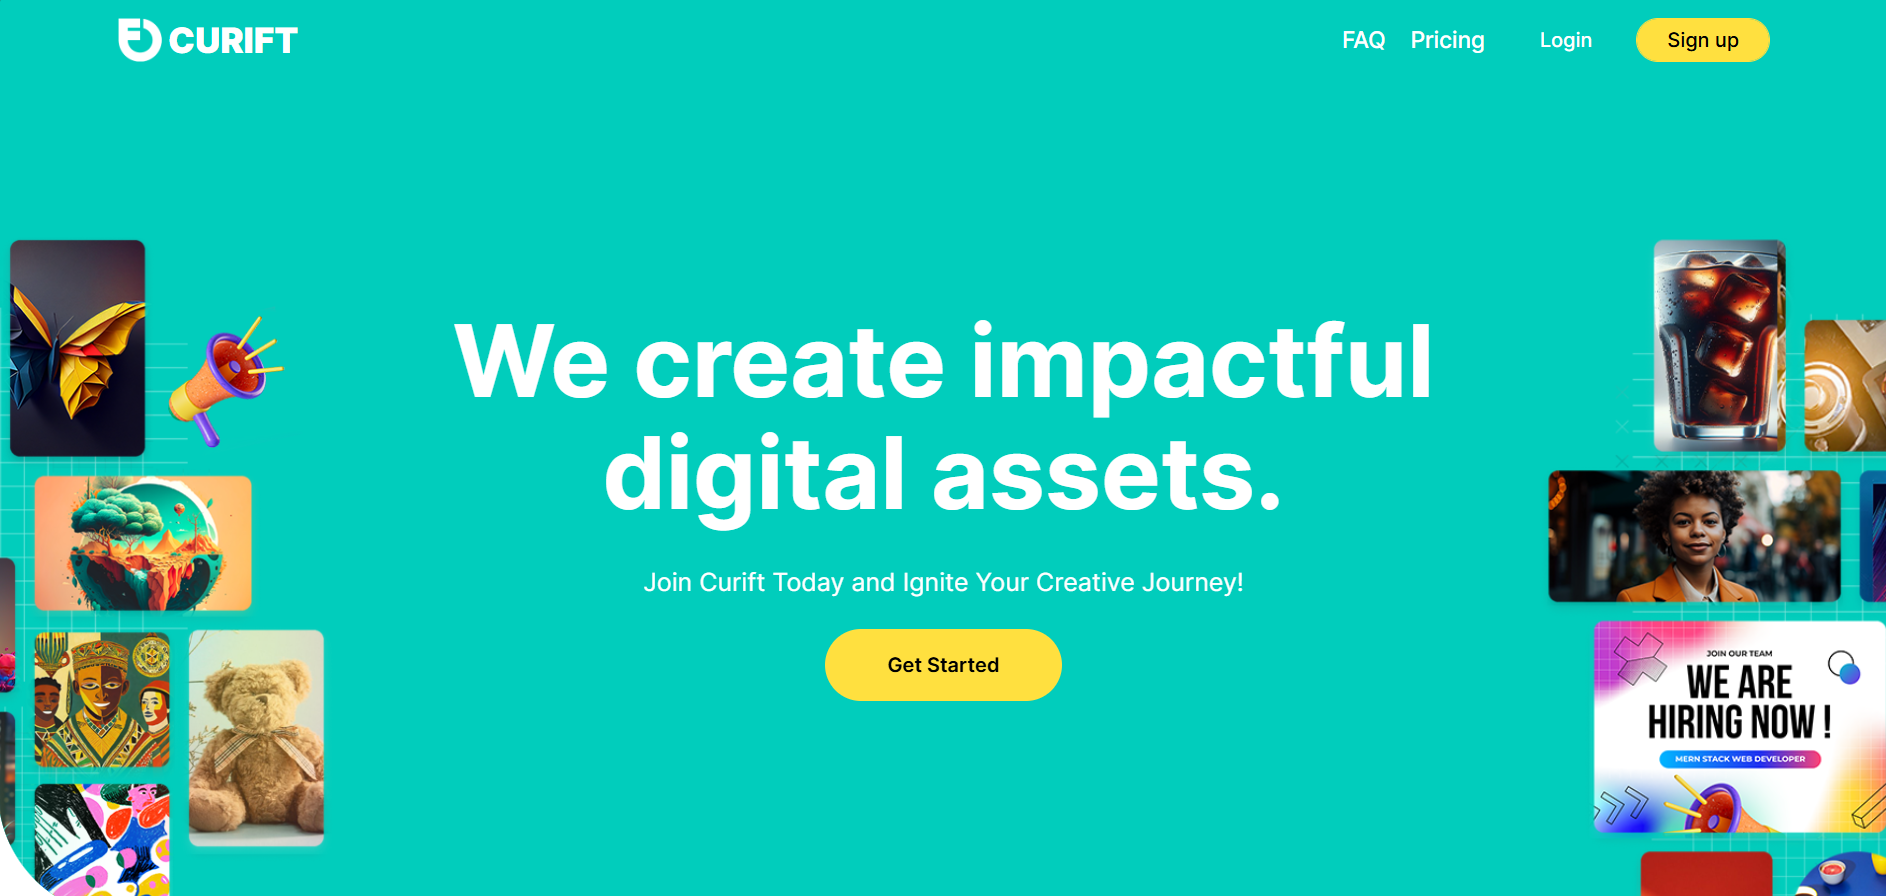 CURIFT
FAQ Pricing Login Sign up
We create impactful
digital assets.
Join Curift Today and Ignite Your Creative Journey!
Get Started
JOIN OUR TEAM
WE ARE
HIRING NOW !
MERN STACK WEB DEVELOPER